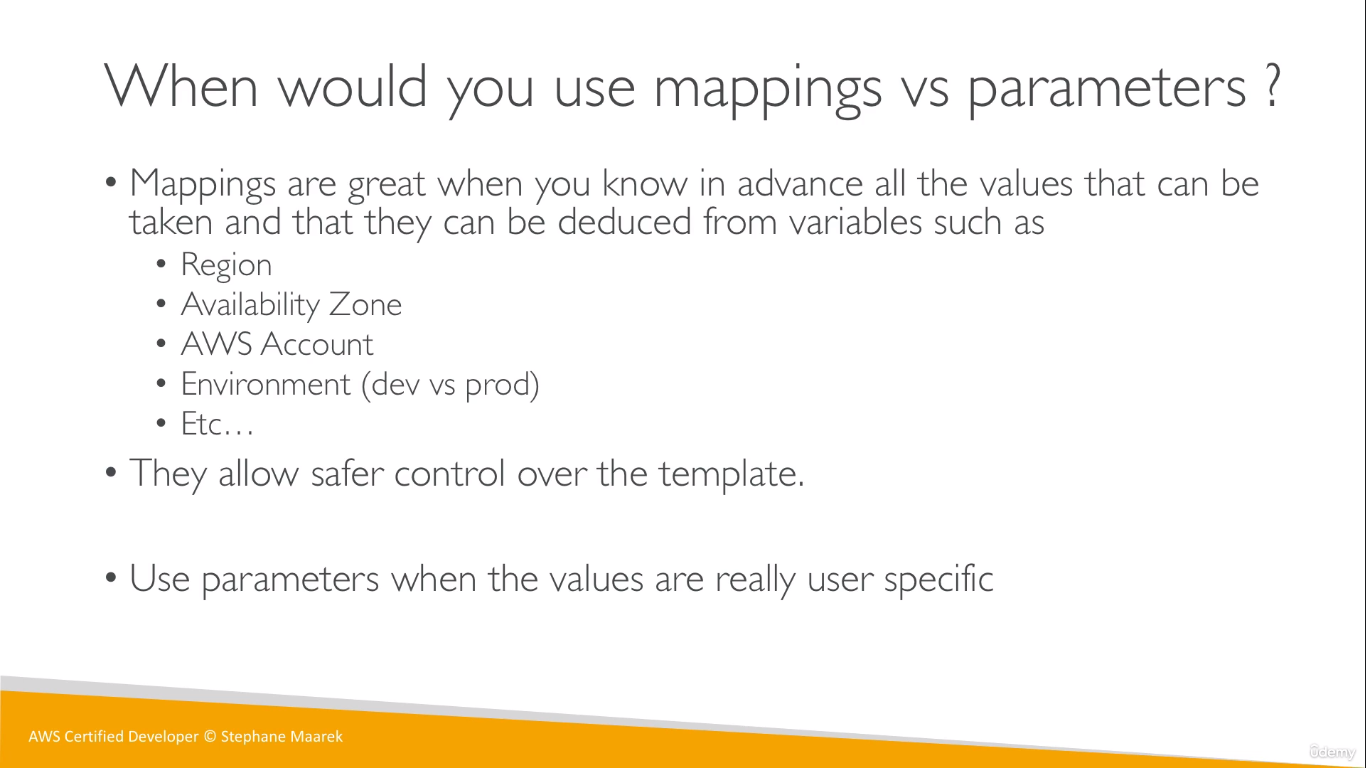 When would you use mappings vs parameters ?
• Mappings are great when you know in advance all the values that can be
taken and that they can be deduced from variables such as
• Region
• Availability Zone
• AWS Account
• Environment (dev vs prod)
• Etc…
• They allow safer control over the template.
• Use parameters when the values are really user specific
AWS Certified Developer © Stephane Maarek
ûdemy